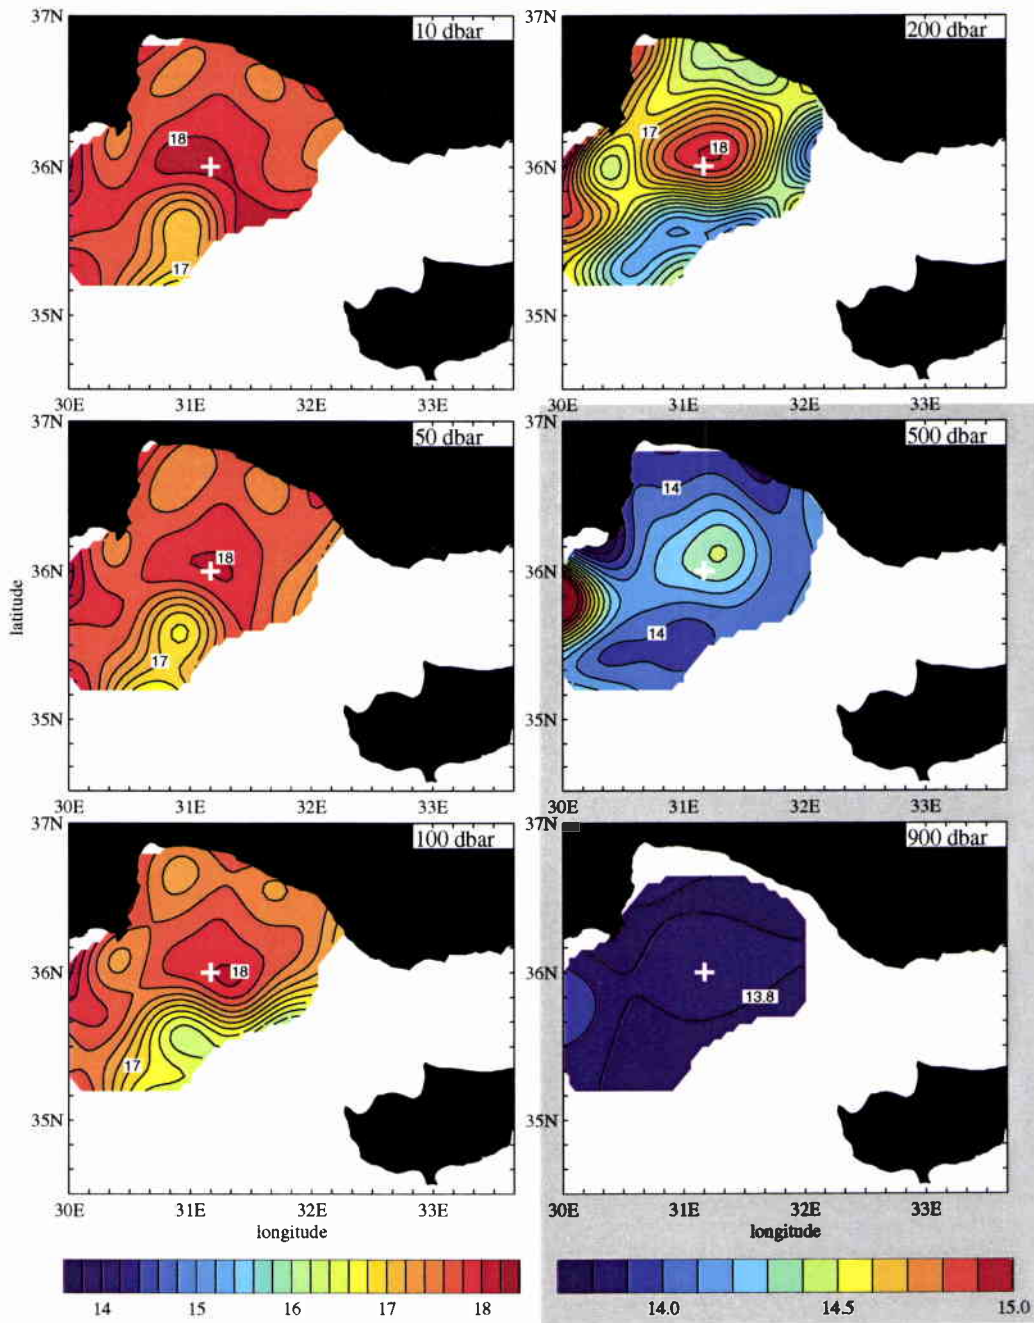 37N
10 dbar
18
36N
17
35N
30E 31E 32E 33E
37N
200 dbar
17
18
36N
35N
30E 31E 32E 33E
37N
50 dbar
18
36N
latitude
17
35N
30E 31E 32E 33E
37N
500 dbar
14
36N
14
35N
30E 31E 32E 33E
37N
100 dbar
36N
18
17
35N
30E 31E 32E 33E
longitude
37N
900 dbar
36N
13.8
35N
30E 31E 32E 33E
longitude
14 15 16 17 18
14.0 14.5 15.0